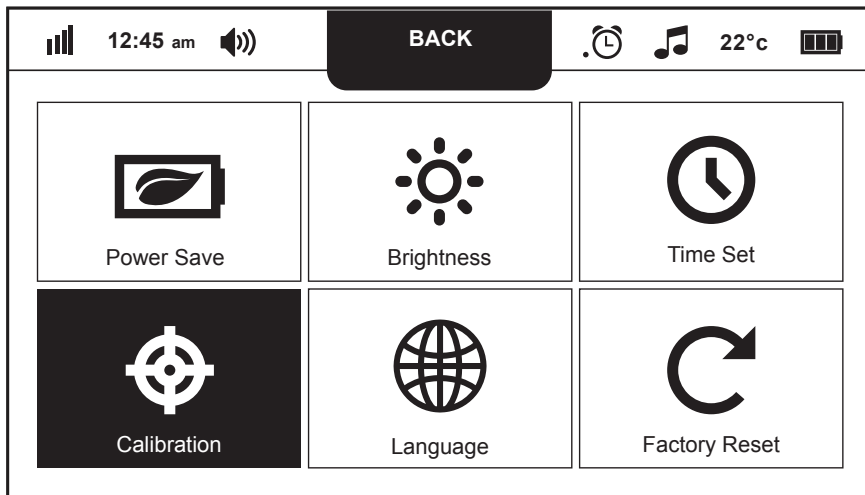 12:45 am BACK 22°c
Power Save Brightness Time Set
Calibration Language Factory Reset